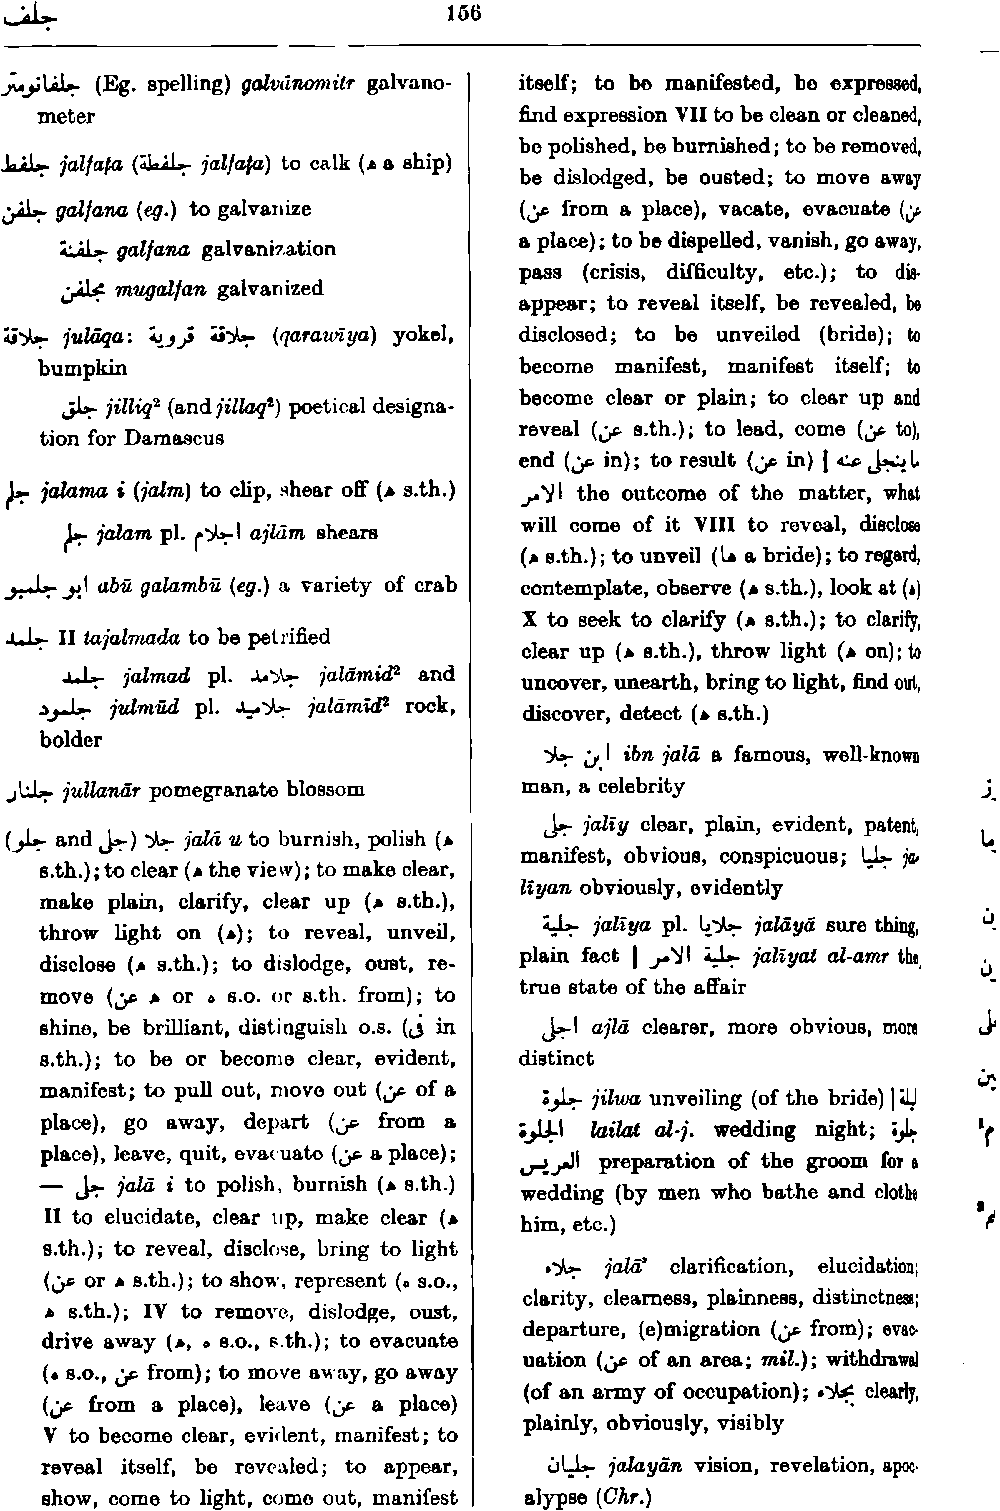 جلف 156
جلفانومتر (Eg. spelling) galvānomitr galvano-
meter
جلفط jalfaṭa (جلفطة jalfaṭa) to calk (ه a ship)
جلفن galfana (eg.) to galvanize
جلفنة galfana galvanization
مجلفن mugalfan galvanized
جلاقة julāqa: جلاقة قروية (qarawīya) yokel,
bumpkin
جلق jilliq² (and jillaq²) poetical designa-
tion for Damascus
جلم jalama i (jalm) to clip, shear off (ه s.th.)
جلم jalam pl. اجلام ajlām shears
ابو جلمبو abū galambū (eg.) a variety of crab
جلمد II tajalmada to be petrified
جلمد jalmad pl. جلامد jalāmid² and
جلمود julmūd pl. جلاميد jalāmīd² rock,
bolder
جلنار jullanār pomegranate blossom
(جلو and جلى) جلا jalā u to burnish, polish (ه
s.th.); to clear (ه the view); to make clear,
make plain, clarify, clear up (ه s.th.),
throw light on (ه); to reveal, unveil,
disclose (ه s.th.); to dislodge, oust, re-
move (عن ه or ه s.o. or s.th. from); to
shine, be brilliant, distinguish o.s. (فى in
s.th.); to be or become clear, evident,
manifest; to pull out, move out (عن of a
place), go away, depart (عن from a
place), leave, quit, evacuate (عن a place);
— جلى jalā i to polish, burnish (ه s.th.)
II to elucidate, clear up, make clear (ه
s.th.); to reveal, disclose, bring to light
(عن or ه s.th.); to show, represent (ه s.o.,
ه s.th.); IV to remove, dislodge, oust,
drive away (ه, ه s.o., s.th.); to evacuate
(ه s.o., عن from); to move away, go away
(عن from a place), leave (عن a place)
V to become clear, evident, manifest; to
reveal itself, be revealed; to appear,
show, come to light, come out, manifest
itself; to be manifested, be expressed,
find expression VII to be clean or cleaned,
be polished, be burnished; to be removed,
be dislodged, be ousted; to move away
(عن from a place), vacate, evacuate (عن
a place); to be dispelled, vanish, go away,
pass (crisis, difficulty, etc.); to dis-
appear; to reveal itself, be revealed, be
disclosed; to be unveiled (bride); to
become manifest, manifest itself; to
become clear or plain; to clear up and
reveal (عن s.th.); to lead, come (عن to),
end (عن in); to result (عن in) | ما ينجلى عنه
الامر the outcome of the matter, what
will come of it VIII to reveal, disclose
(ه s.th.); to unveil (ها a bride); to regard,
contemplate, observe (ه s.th.), look at (ه)
X to seek to clarify (ه s.th.); to clarify,
clear up (ه s.th.), throw light (ه on); to
uncover, unearth, bring to light, find out,
discover, detect (ه s.th.)
ابن جلا ibn jalā a famous, well-known
man, a celebrity
جلى jalīy clear, plain, evident, patent,
manifest, obvious, conspicuous; جليا ja-
līyan obviously, evidently
جلية jalīya pl. جلايا jalāyā sure thing,
plain fact | جلية الامر jalīyat al-amr the
true state of the affair
اجلى ajlā clearer, more obvious, more
distinct
جلوة jilwa unveiling (of the bride) | ليلة
الجلوة lailat al-j. wedding night; جلوة
العريس preparation of the groom for a
wedding (by men who bathe and clothe
him, etc.)
جلاء jalā' clarification, elucidation;
clarity, clearness, plainness, distinctness;
departure, (e)migration (عن from); evac-
uation (عن of an area; mil.); withdrawal
(of an army of occupation); بجلاء clearly,
plainly, obviously, visibly
جليان jalayān vision, revelation, apoc-
alypse (Chr.)